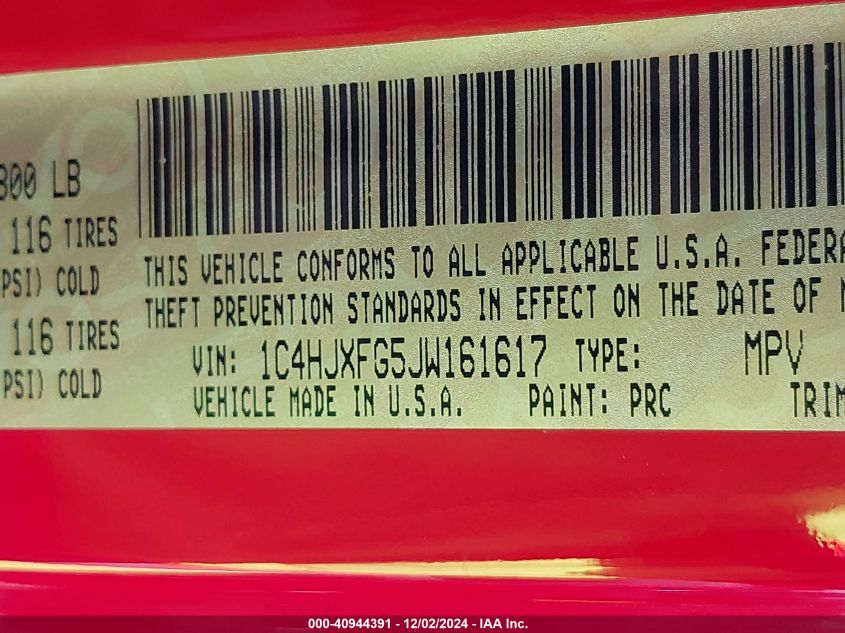 800 LB
116 TIRES
PSI) COLD
116 TIRES
PSI) COLD
THIS VEHICLE CONFORMS TO ALL APPLICABLE U.S.A. FEDERA
THEFT PREVENTION STANDARDS IN EFFECT ON THE DATE OF
VIN: 1C4HJXFG5JW161617 TYPE: MPV
VEHICLE MADE IN U.S.A. PAINT: PRC TRIM
000-40944391 - 12/02/2024 - IAA Inc.